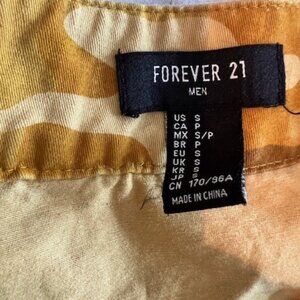 FOREVER 21
MEN
US S
CA P
MX S/P
BR P
EU S
UK S
KR S
JP S
CN 170/96A
MADE IN CHINA